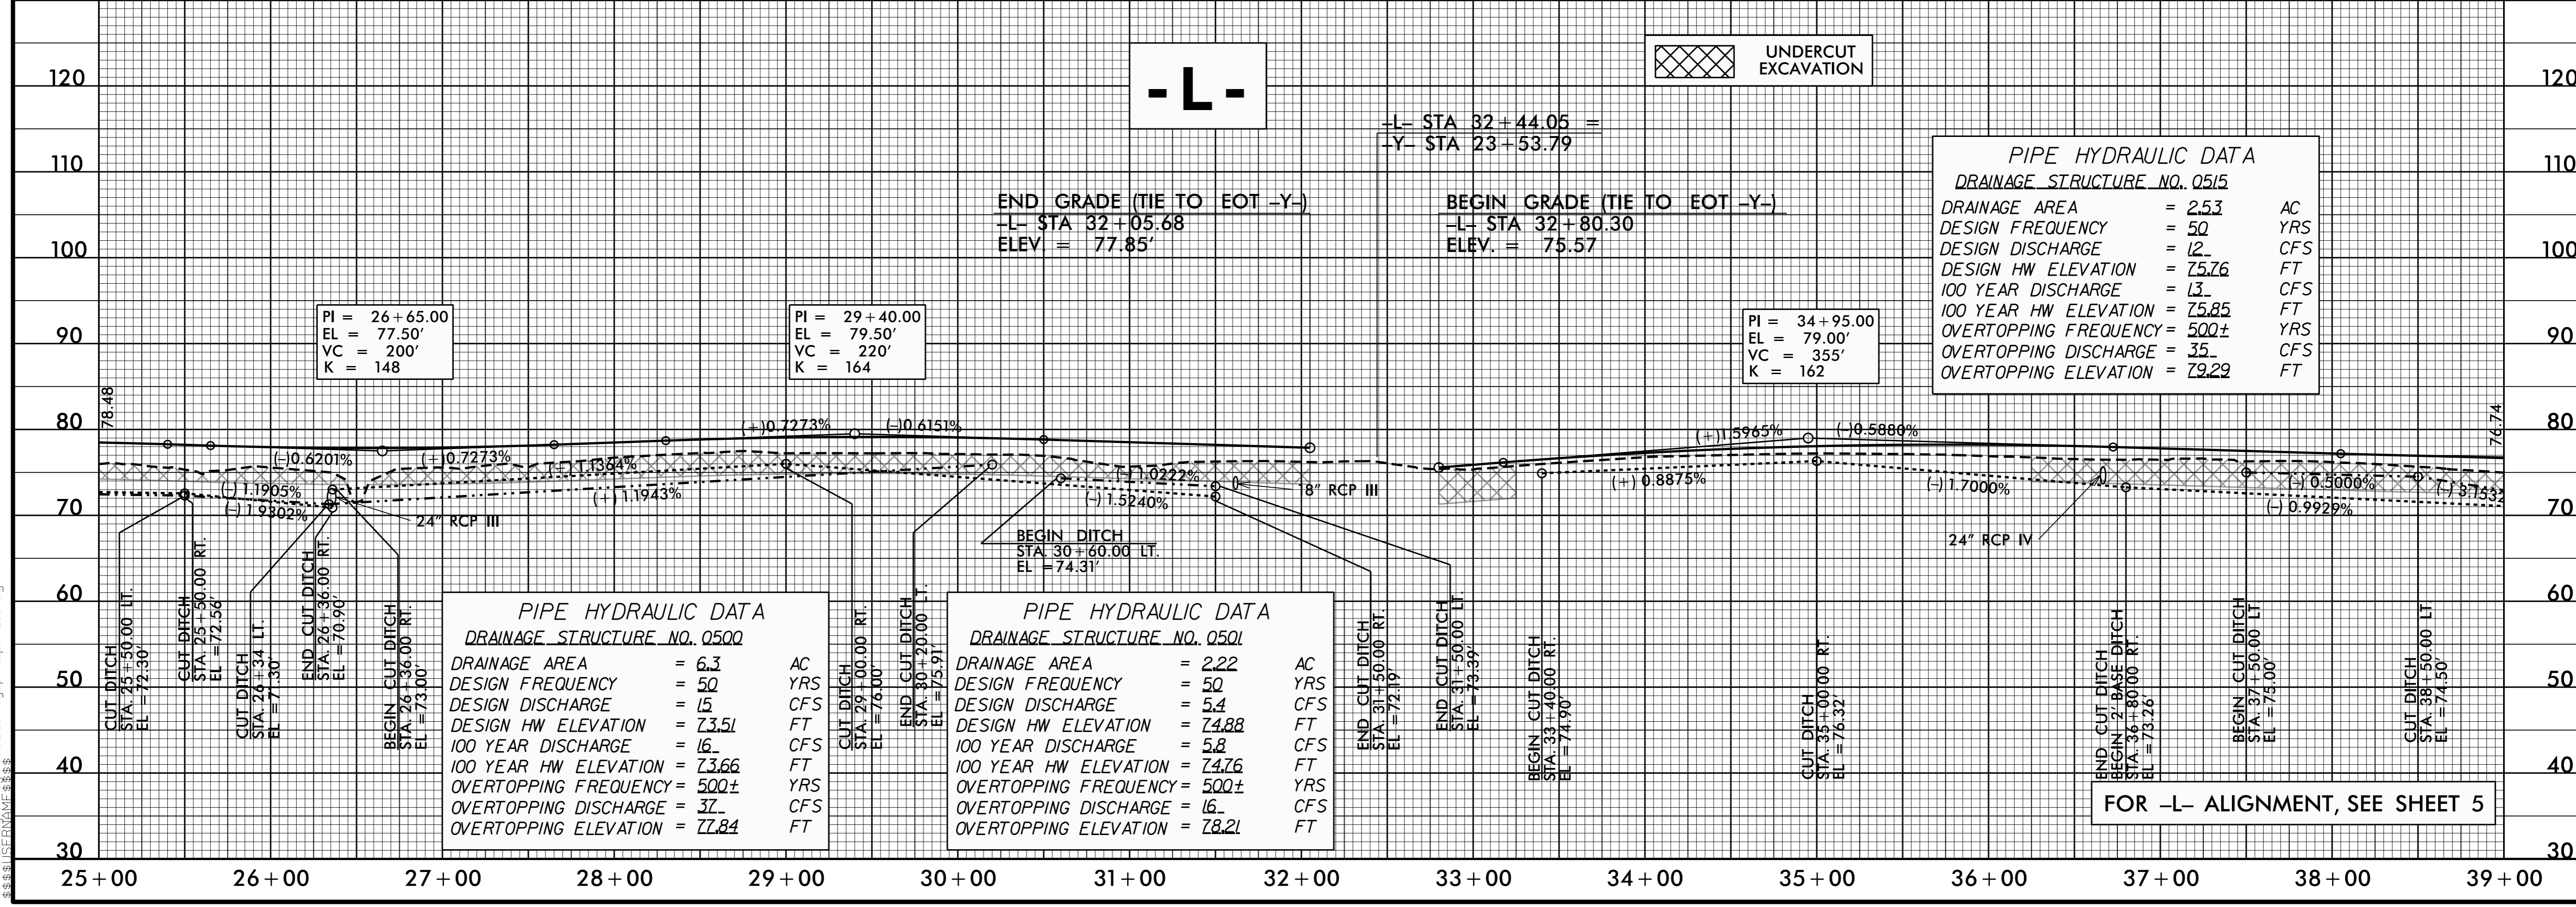 -L-
UNDERCUT
EXCAVATION
–L– STA 32+44.05 =
–Y– STA 23+53.79
END GRADE (TIE TO EOT –Y–)
–L– STA 32+05.68
ELEV. = 77.85'
BEGIN GRADE (TIE TO EOT –Y–)
–L– STA 32+80.30
ELEV. = 75.57
PIPE HYDRAULIC DATA
DRAINAGE STRUCTURE NO. 0515
DRAINAGE AREA = 2.53 AC
DESIGN FREQUENCY = 50 YRS
DESIGN DISCHARGE = 12 CFS
DESIGN HW ELEVATION = 75.76 FT
100 YEAR DISCHARGE = 13 CFS
100 YEAR HW ELEVATION = 75.85 FT
OVERTOPPING FREQUENCY = 500± YRS
OVERTOPPING DISCHARGE = 35 CFS
OVERTOPPING ELEVATION = 79.29 FT
PI = 26+65.00
EL = 77.50'
VC = 200'
K = 148
PI = 29+40.00
EL = 79.50'
VC = 220'
K = 164
PI = 34+95.00
EL = 79.00'
VC = 355'
K = 162
120 120
110 110
100 100
90 90
80 80
70 70
60 60
50 50
40 40
30 30
78.48
76.74
(–)0.6201%
(+)0.7273%
(+)0.7273%
(–)0.6151%
(+)1.5965%
(–)0.5880%
(–)1.1905%
(–)1.9302%
(+)1.1364%
(+)1.1943%
(–)1.0222%
(–)1.5240%
(+)0.8875%
(–)1.7000%
(–)0.5000%
(–)0.9929%
(–)3.1532
24" RCP III
8" RCP III
24" RCP IV
BEGIN DITCH
STA. 30+60.00 LT.
EL =74.31'
CUT DITCH
STA. 25+50.00 LT.
EL =72.30'
CUT DITCH
STA. 25+50.00 RT.
EL =72.56'
CUT DITCH
STA. 26+34 LT.
EL =71.30'
END CUT DITCH
STA. 26+36.00 RT.
EL =70.90'
BEGIN CUT DITCH
STA. 26+36.00 RT.
EL =73.00'
CUT DITCH
STA. 29+00.00 RT.
EL =76.00'
END CUT DITCH
STA. 30+20.00 LT.
EL =75.91'
END CUT DITCH
STA. 31+50.00 RT.
EL =72.19'
END CUT DITCH
STA. 31+50.00 LT.
EL =73.39'
BEGIN CUT DITCH
STA. 33+40.00 RT.
EL =74.90'
CUT DITCH
STA. 35+00.00 RT.
EL =76.32'
END CUT DITCH
BEGIN 2' BASE DITCH
STA. 36+80.00 RT.
EL =73.26'
BEGIN CUT DITCH
STA. 37+50.00 LT
EL =75.00'
CUT DITCH
STA. 38+50.00 LT
EL =74.50'
PIPE HYDRAULIC DATA
DRAINAGE STRUCTURE NO. 0500
DRAINAGE AREA = 6.3 AC
DESIGN FREQUENCY = 50 YRS
DESIGN DISCHARGE = 15 CFS
DESIGN HW ELEVATION = 73.51 FT
100 YEAR DISCHARGE = 16 CFS
100 YEAR HW ELEVATION = 73.66 FT
OVERTOPPING FREQUENCY = 500± YRS
OVERTOPPING DISCHARGE = 37 CFS
OVERTOPPING ELEVATION = 77.84 FT
PIPE HYDRAULIC DATA
DRAINAGE STRUCTURE NO. 0501
DRAINAGE AREA = 2.22 AC
DESIGN FREQUENCY = 50 YRS
DESIGN DISCHARGE = 5.4 CFS
DESIGN HW ELEVATION = 74.88 FT
100 YEAR DISCHARGE = 5.8 CFS
100 YEAR HW ELEVATION = 74.76 FT
OVERTOPPING FREQUENCY = 500± YRS
OVERTOPPING DISCHARGE = 16 CFS
OVERTOPPING ELEVATION = 78.21 FT
FOR –L– ALIGNMENT, SEE SHEET 5
25+00 26+00 27+00 28+00 29+00 30+00 31+00 32+00 33+00 34+00 35+00 36+00 37+00 38+00 39+00
$$$$USERNAME$$$$